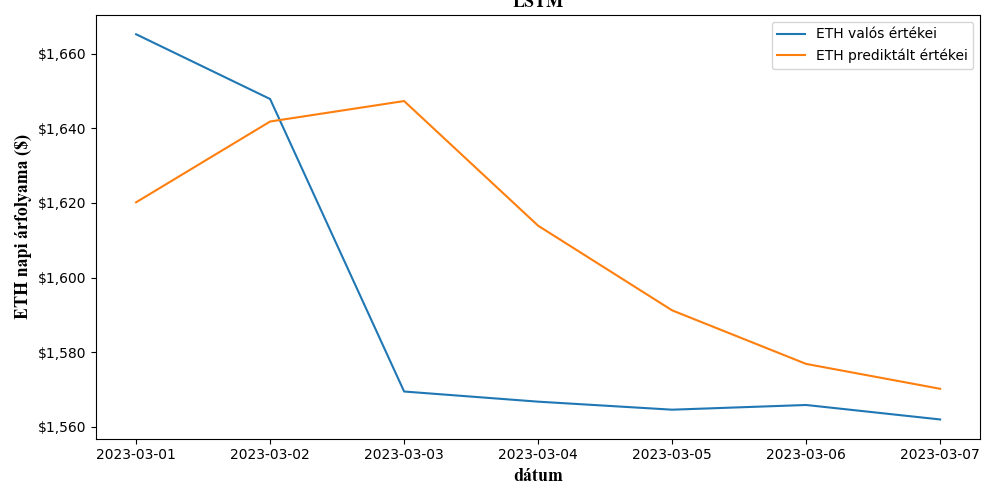 LSTM
ETH valós értékei
ETH prediktált értékei
ETH napi árfolyama ($)
$1,660
$1,640
$1,620
$1,600
$1,580
$1,560
2023-03-01 2023-03-02 2023-03-03 2023-03-04 2023-03-05 2023-03-06 2023-03-07
dátum